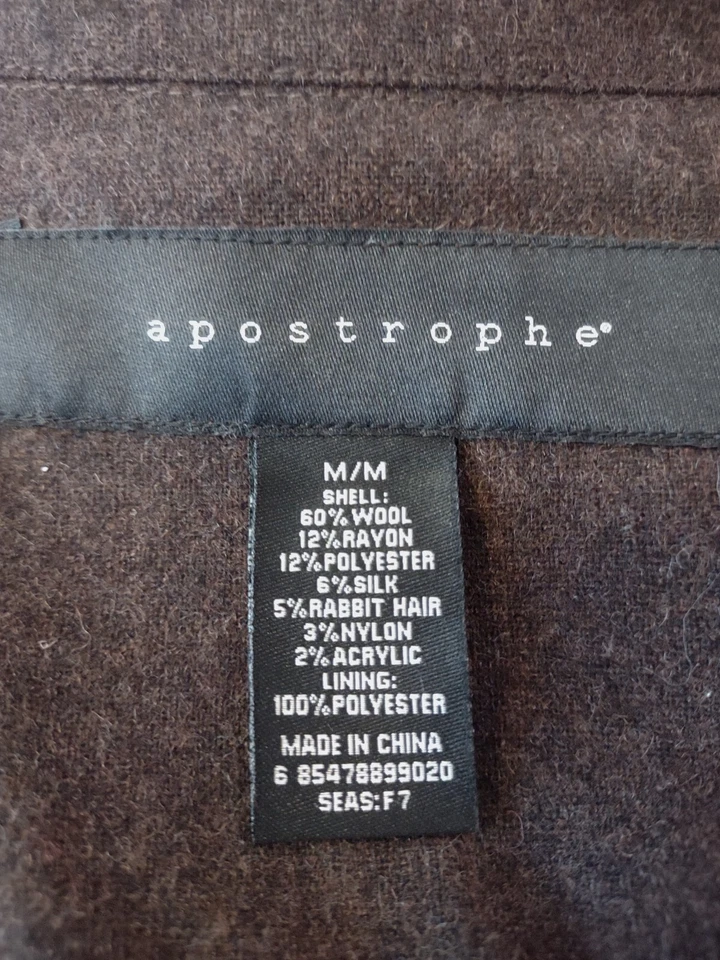 apostrophe®
M/M
SHELL:
60%WOOL
12%RAYON
12%POLYESTER
6%SILK
5%RABBIT HAIR
3%NYLON
2%ACRYLIC
LINING:
100%POLYESTER
MADE IN CHINA
6 85478899020
SEAS:F7